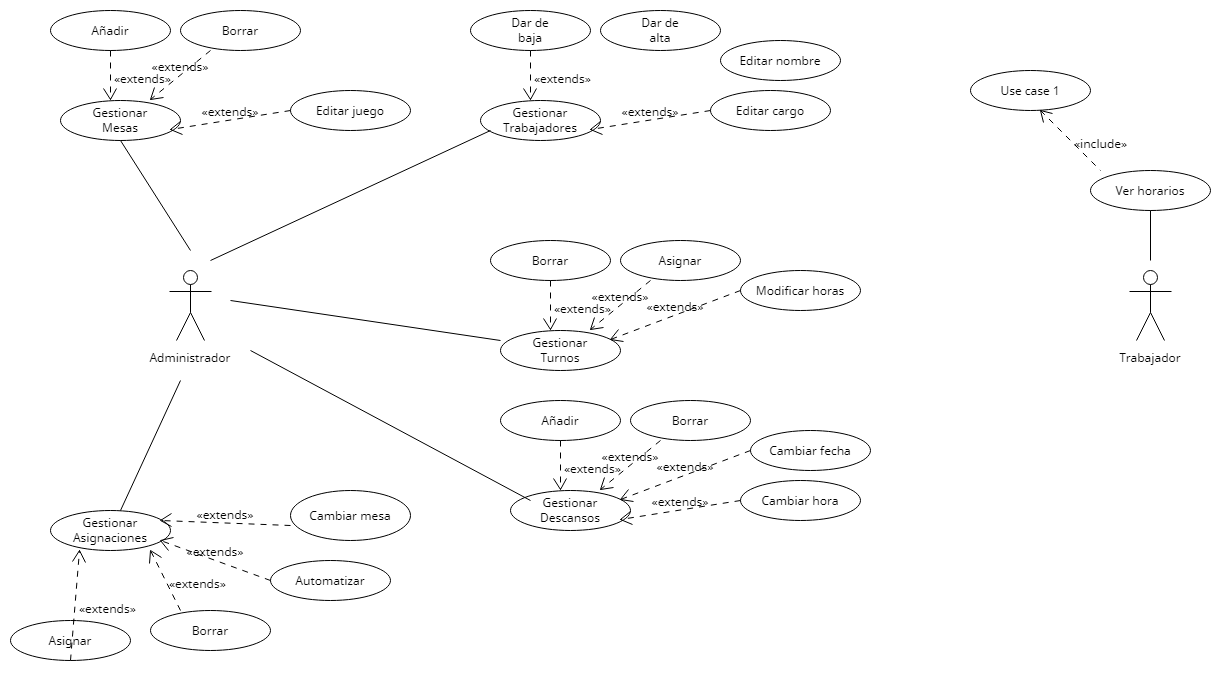 Añadir
Borrar
«extends»
«extends»
Gestionar
Mesas
«extends»
Editar juego
Dar de
baja
Dar de
alta
Editar nombre
«extends»
Gestionar
Trabajadores
«extends»
Editar cargo
Use case 1
«include»
Ver horarios
Trabajador
Administrador
Borrar
Asignar
Modificar horas
«extends»
«extends»
«extends»
Gestionar
Turnos
Añadir
Borrar
Cambiar fecha
«extends»
«extends»
«extends»
Gestionar
Descansos
«extends»
Cambiar hora
Gestionar
Asignaciones
«extends»
Cambiar mesa
«extends»
Automatizar
«extends»
«extends»
Asignar
Borrar